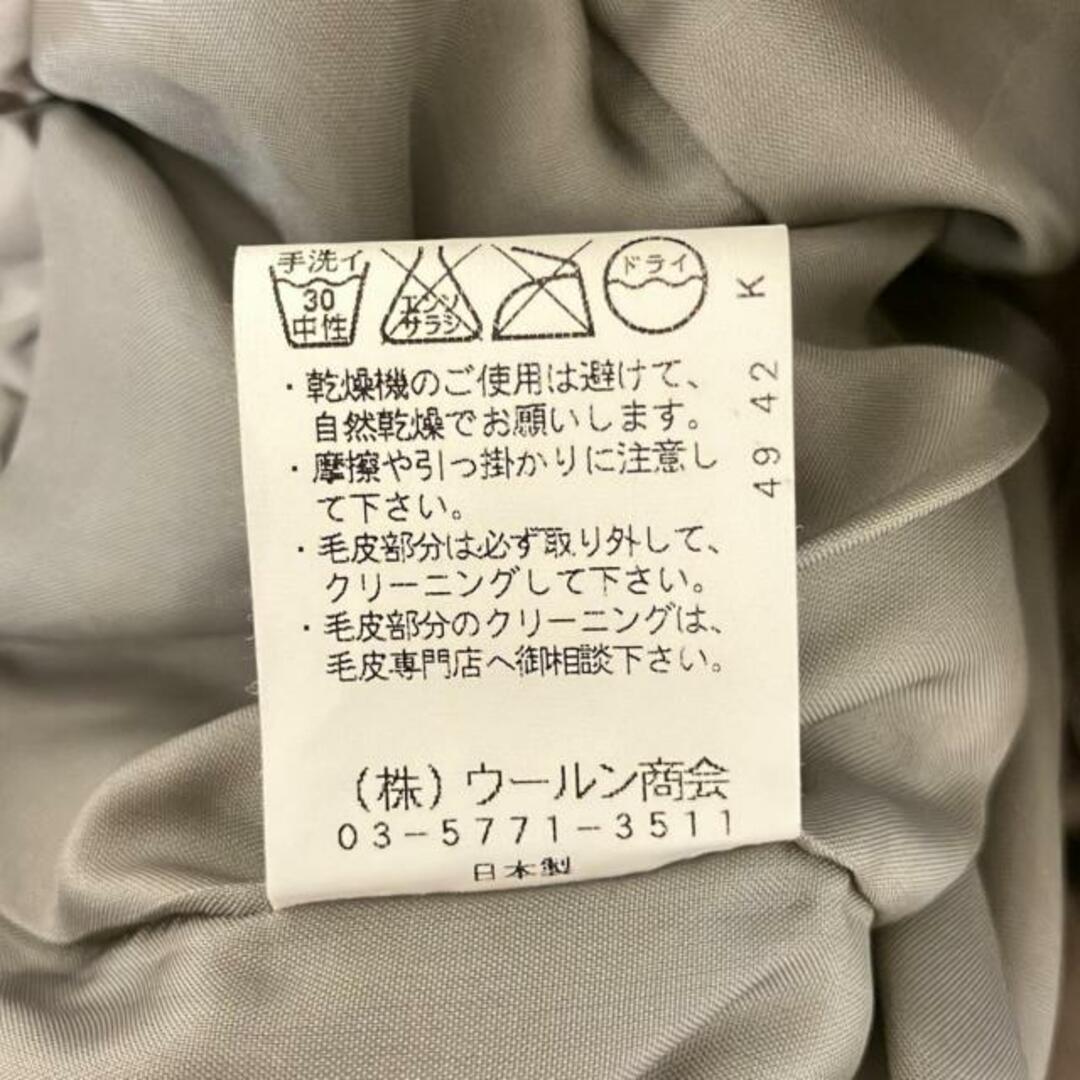 手洗イ
30
中性
エンソ
サラシ
ドライ
・乾燥機のご使用は避けて、
自然乾燥でお願いします。
・摩擦や引っ掛かりに注意し
て下さい。
・毛皮部分は必ず取り外して、
クリーニングして下さい。
・毛皮部分のクリーニングは、
毛皮専門店へ御相談下さい。
(株)ウールン商会
03-5771-3511
日本製
49 42 K